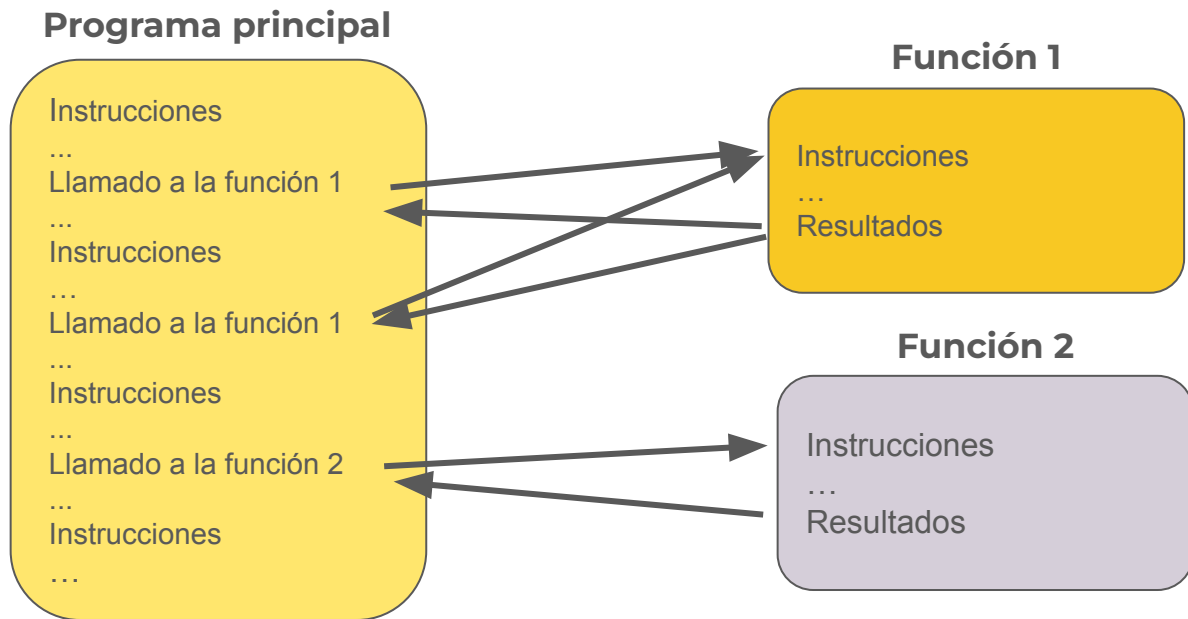 Programa principal
Instrucciones
...
Llamado a la función 1
...
Instrucciones
…
Llamado a la función 1
...
Instrucciones
...
Llamado a la función 2
...
Instrucciones
…
Función 1
Instrucciones
…
Resultados
Función 2
Instrucciones
…
Resultados